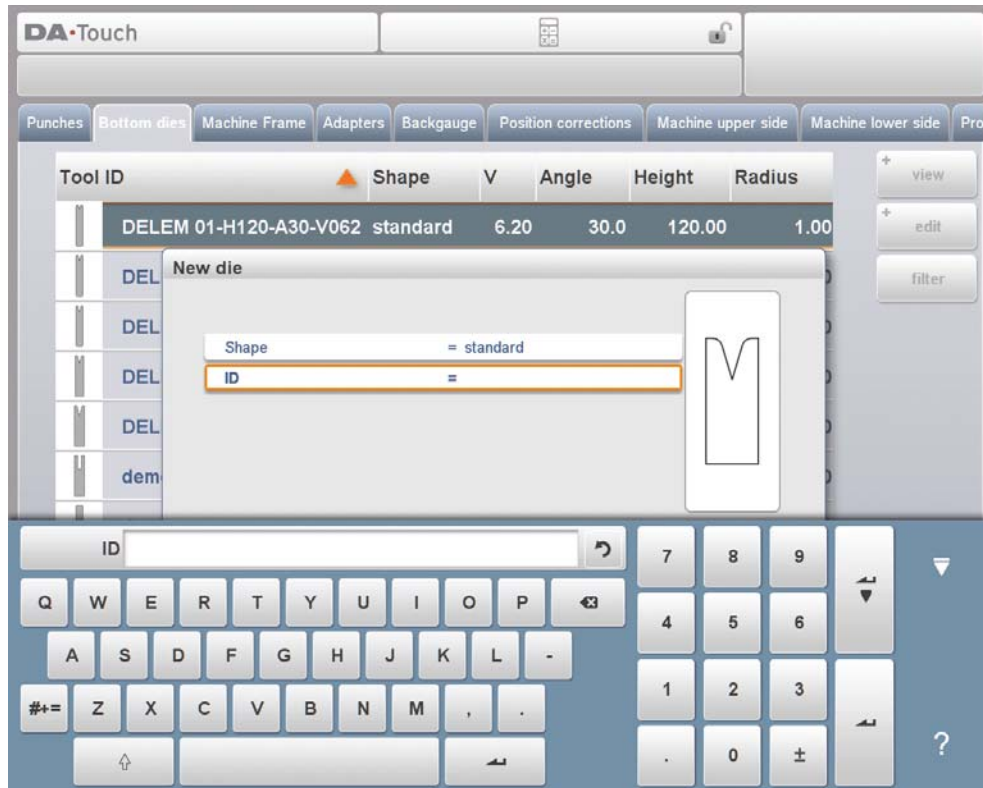 DA•Touch
Punches Bottom dies Machine Frame Adapters Backgauge Position corrections Machine upper side Machine lower side Pro
Tool ID Shape V Angle Height Radius
view
DELEM 01-H120-A30-V062 standard 6.20 30.0 120.00 1.00
edit
New die
DEL
filter
DEL
Shape = standard
DEL
ID =
DEL
dem
ID
7 8 9
Q W E R T Y U I O P
4 5 6
A S D F G H J K L -
1 2 3
#+= Z X C V B N M , .
. 0 ±
?